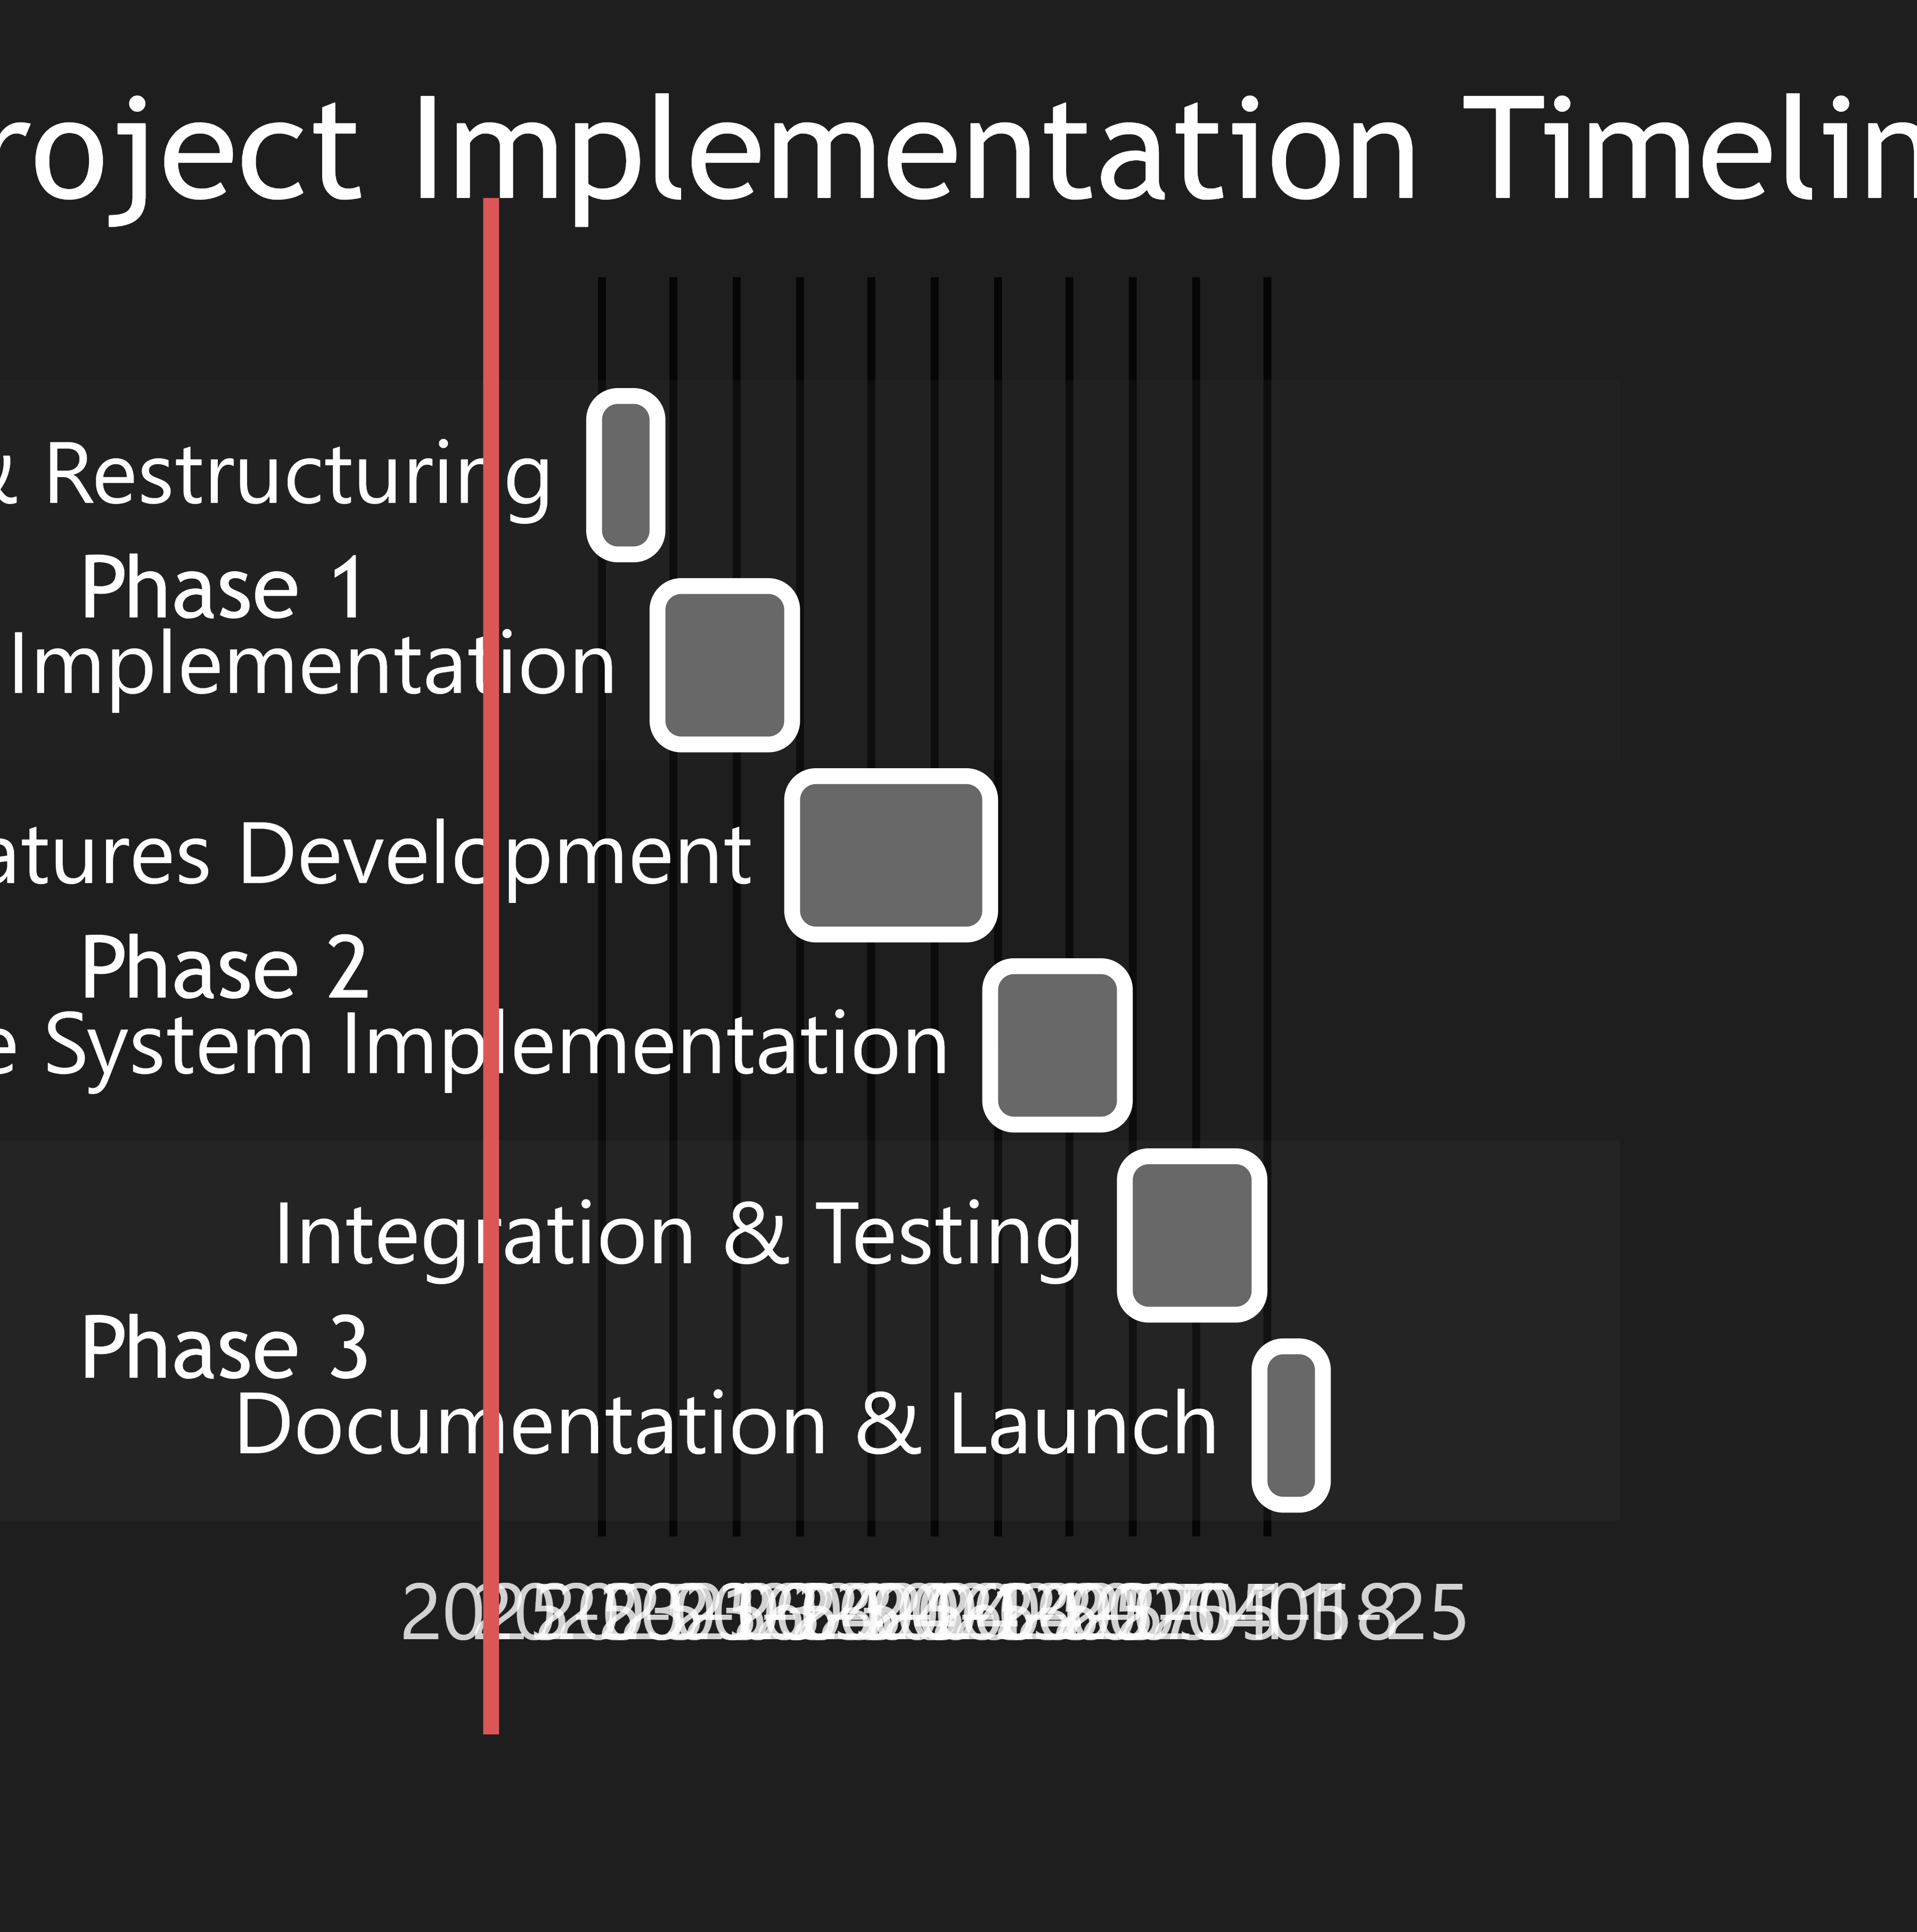 roject Implementation Timelin
& Restructuring
Phase 1
Implementation
atures Development
Phase 2
e System Implementation
Integration & Testing
Phase 3
Documentation & Launch